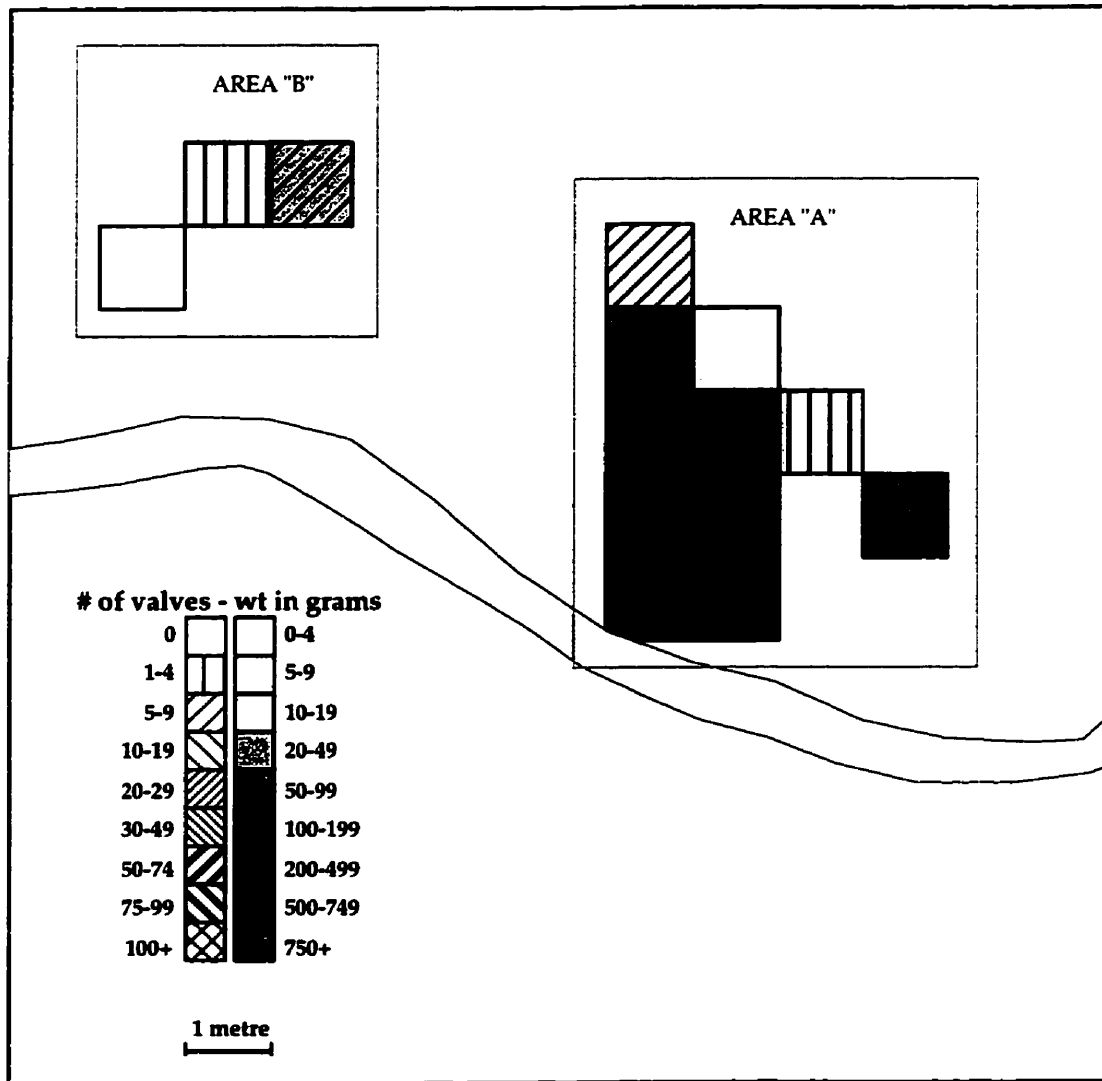 AREA "B"
AREA "A"
# of valves - wt in grams
0 0-4
1-4 5-9
5-9 10-19
10-19 20-49
20-29 50-99
30-49 100-199
50-74 200-499
75-99 500-749
100+ 750+
1 metre